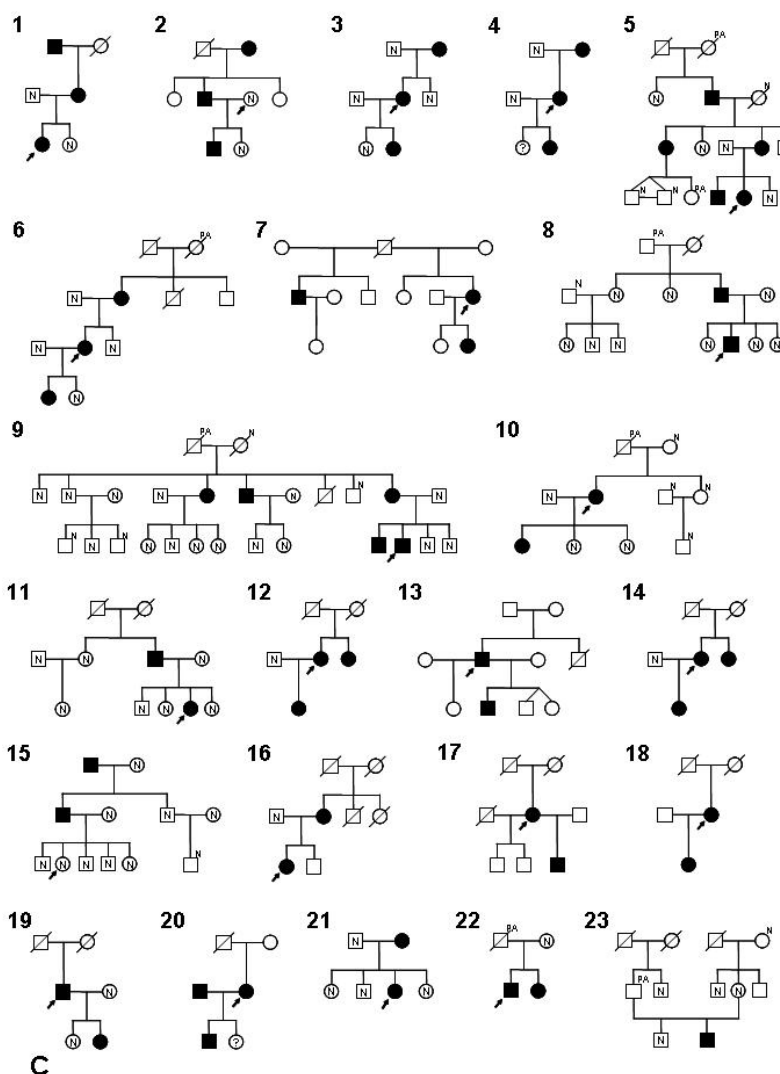 1 2 3 4 5
PA
N N
N
N N N N N N
N ? N N N
N N PA
N
6 7 8
PA PA
N N N N N
N N N N N N N N
N
9 10
PA N PA N
N N N N N N N N N N
N N N N N N N N N N N N N
N
11 12 13 14
N N N N N
N N N N
15 16 17 18
N
N N N N N
N
N N N N N
19 20 21 22 23
PA N
N N
N PA N N N
N ? N N N
N
C